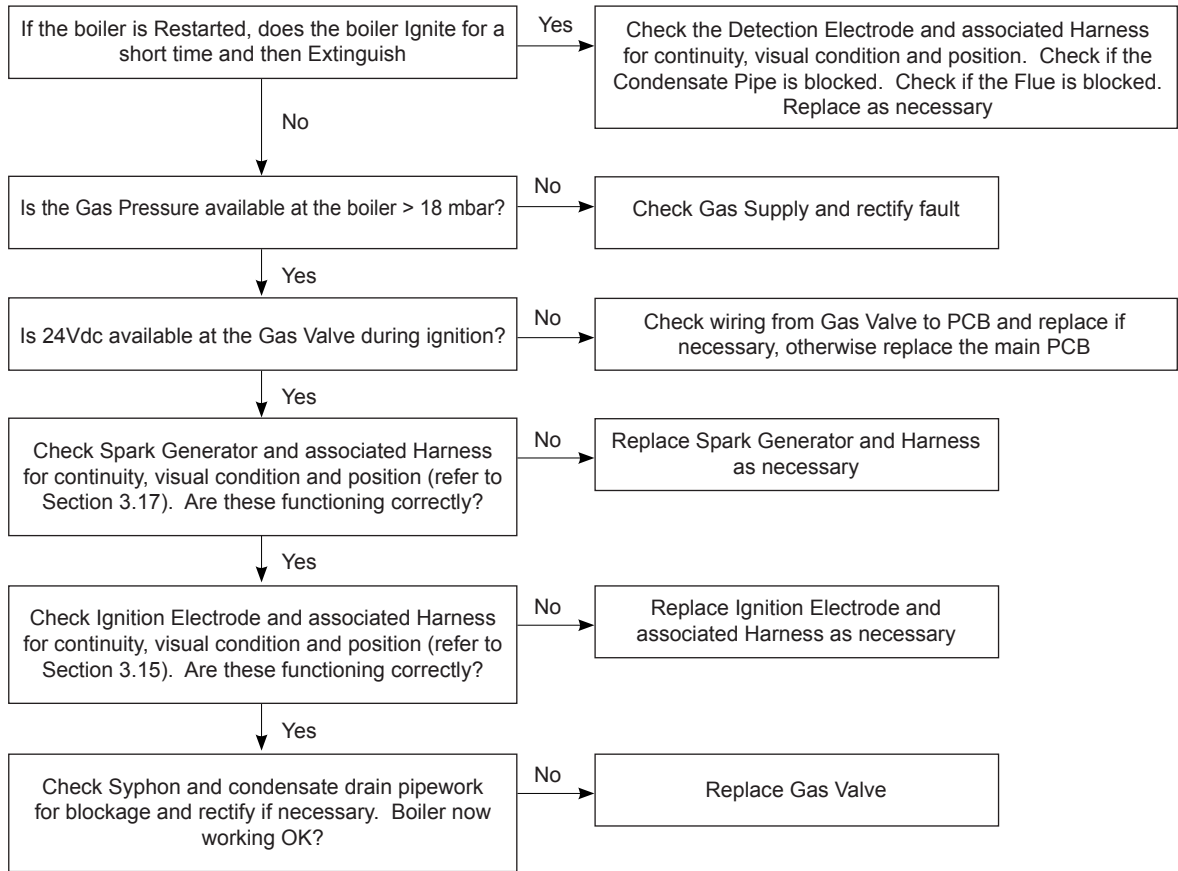 If the boiler is Restarted, does the boiler Ignite for a
short time and then Extinguish
Yes
Check the Detection Electrode and associated Harness
for continuity, visual condition and position.  Check if the
Condensate Pipe is blocked.  Check if the Flue is blocked.
Replace as necessary
No
Is the Gas Pressure available at the boiler > 18 mbar?
No
Check Gas Supply and rectify fault
Yes
Is 24Vdc available at the Gas Valve during ignition?
No
Check wiring from Gas Valve to PCB and replace if
necessary, otherwise replace the main PCB
Yes
Check Spark Generator and associated Harness
for continuity, visual condition and position (refer to
Section 3.17).  Are these functioning correctly?
No
Replace Spark Generator and Harness
as necessary
Yes
Check Ignition Electrode and associated Harness
for continuity, visual condition and position (refer to
Section 3.15).  Are these functioning correctly?
No
Replace Ignition Electrode and
associated Harness as necessary
Yes
Check Syphon and condensate drain pipework
for blockage and rectify if necessary.  Boiler now
working OK?
No
Replace Gas Valve